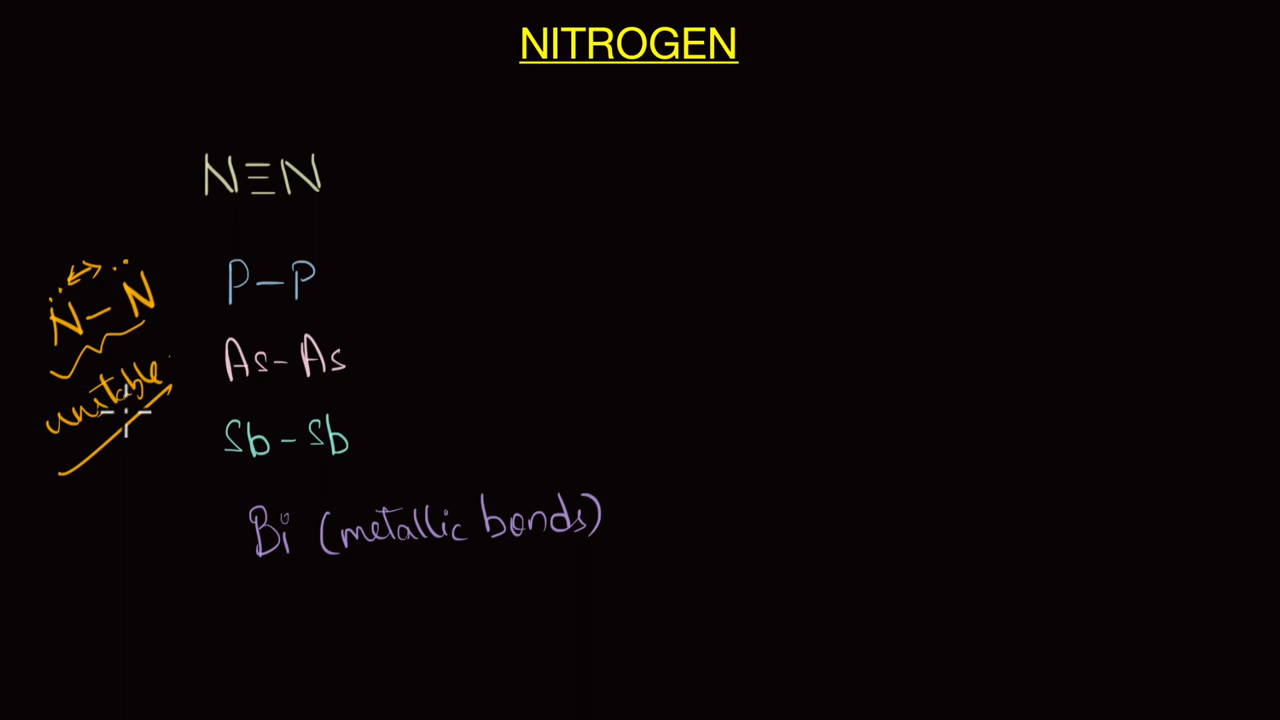 NITROGEN
N≡N
N̈-N̈
P-P
unstable
As-As
Sb-Sb
Bi (metallic bonds)